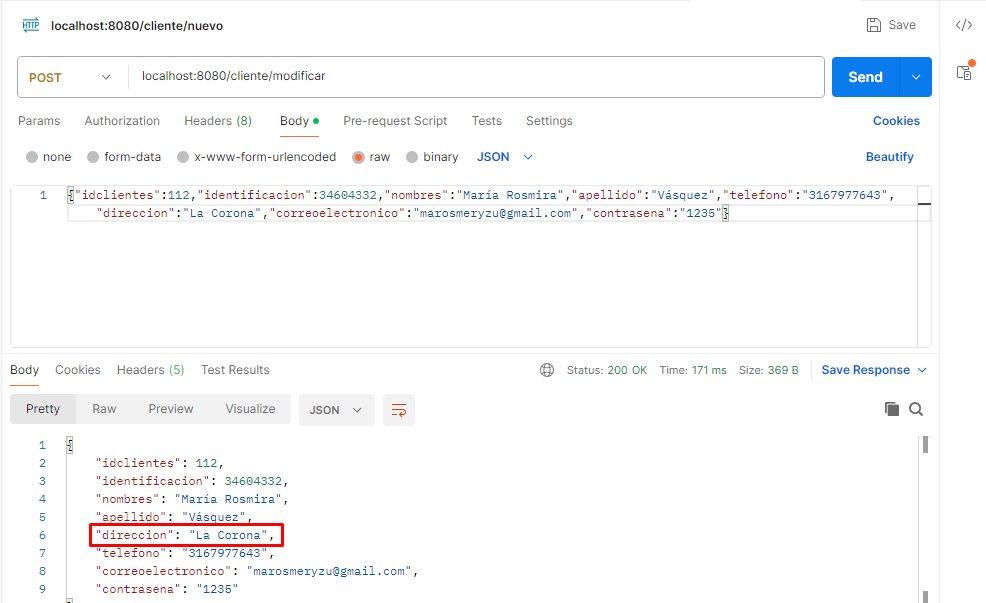 HTTP localhost:8080/cliente/nuevo Save
POST localhost:8080/cliente/modificar Send
Params Authorization Headers (8) Body Pre-request Script Tests Settings Cookies
none form-data x-www-form-urlencoded raw binary JSON Beautify
1 {"idclientes":112,"identificacion":34604332,"nombres":"María Rosmira","apellido":"Vásquez","telefono":"3167977643",
"direccion":"La Corona","correoelectronico":"marosmeryzu@gmail.com","contrasena":"1235"}
Body Cookies Headers (5) Test Results Status: 200 OK Time: 171 ms Size: 369 B Save Response
Pretty Raw Preview Visualize JSON
1 {
2 "idclientes": 112,
3 "identificacion": 34604332,
4 "nombres": "María Rosmira",
5 "apellido": "Vásquez",
6 "direccion": "La Corona",
7 "telefono": "3167977643",
8 "correoelectronico": "marosmeryzu@gmail.com",
9 "contrasena": "1235"